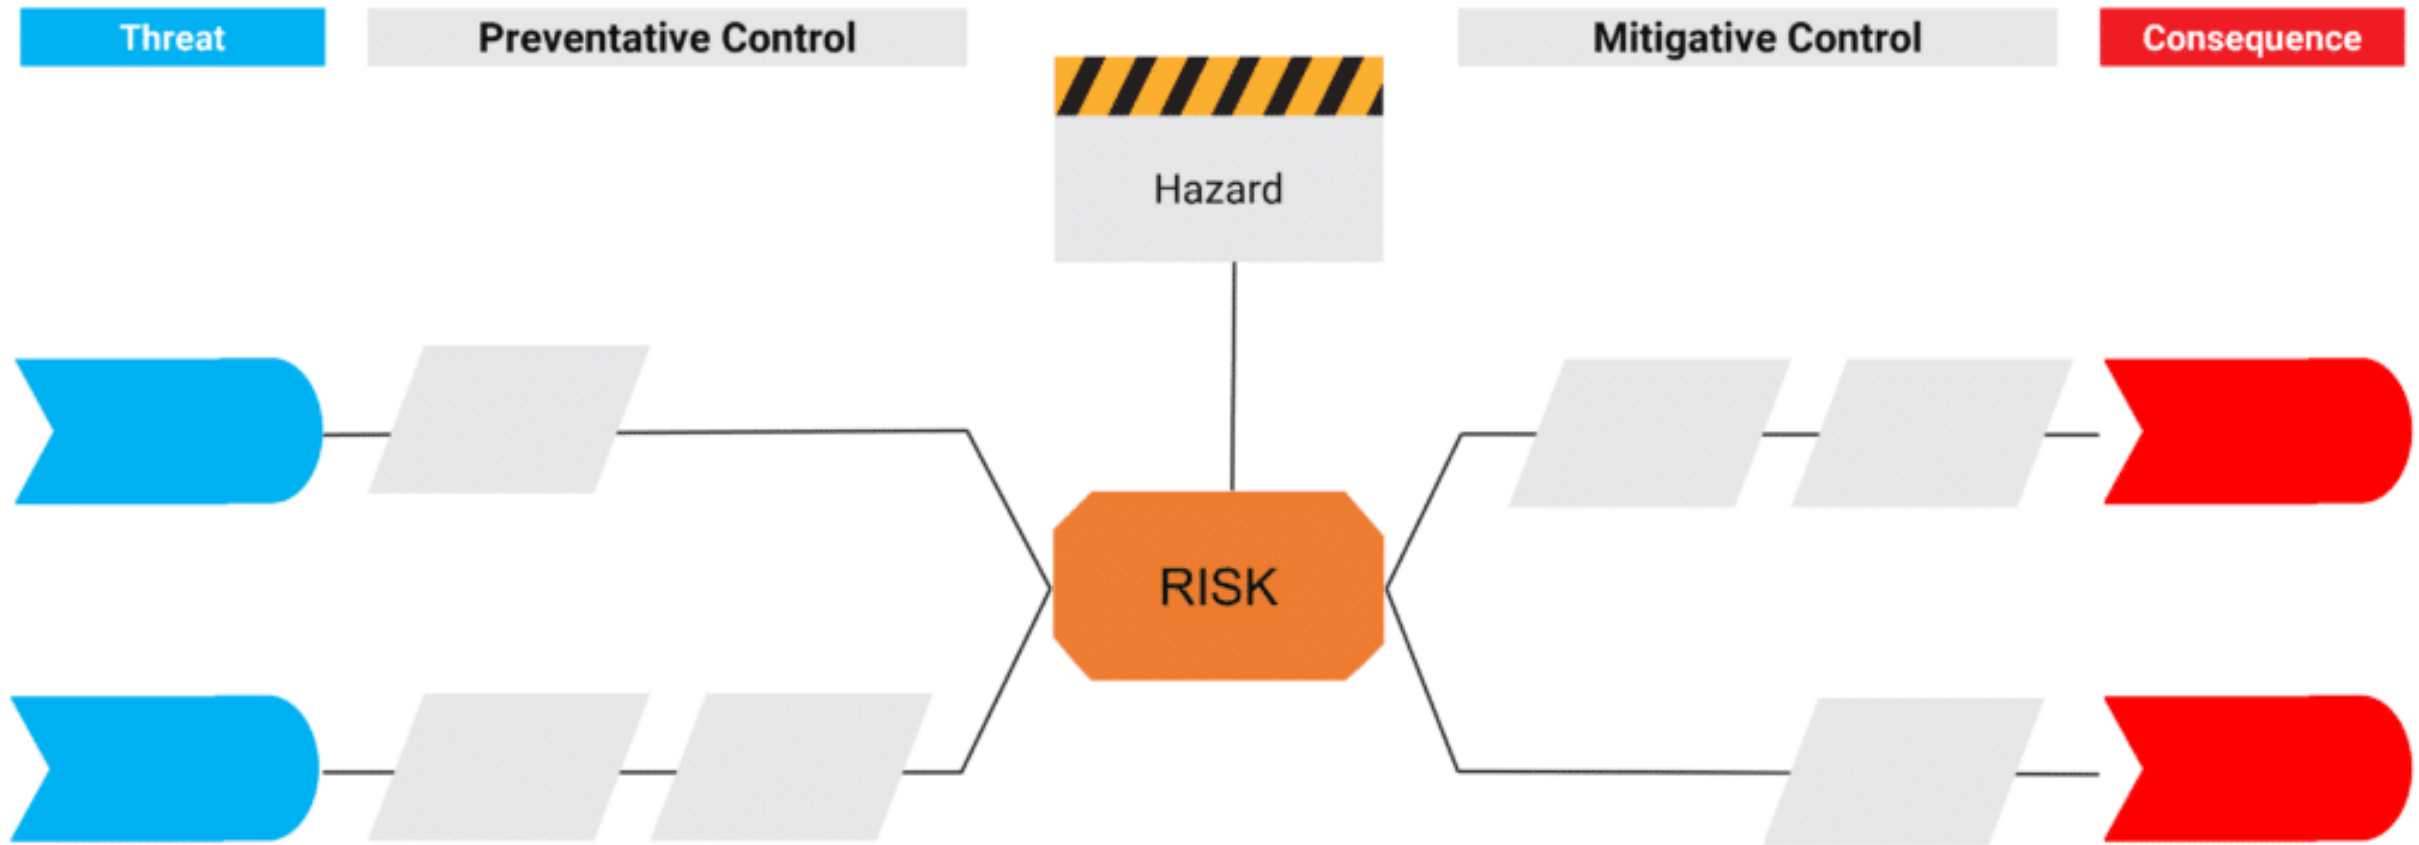 Threat
Preventative Control
Mitigative Control
Consequence
Hazard
RISK